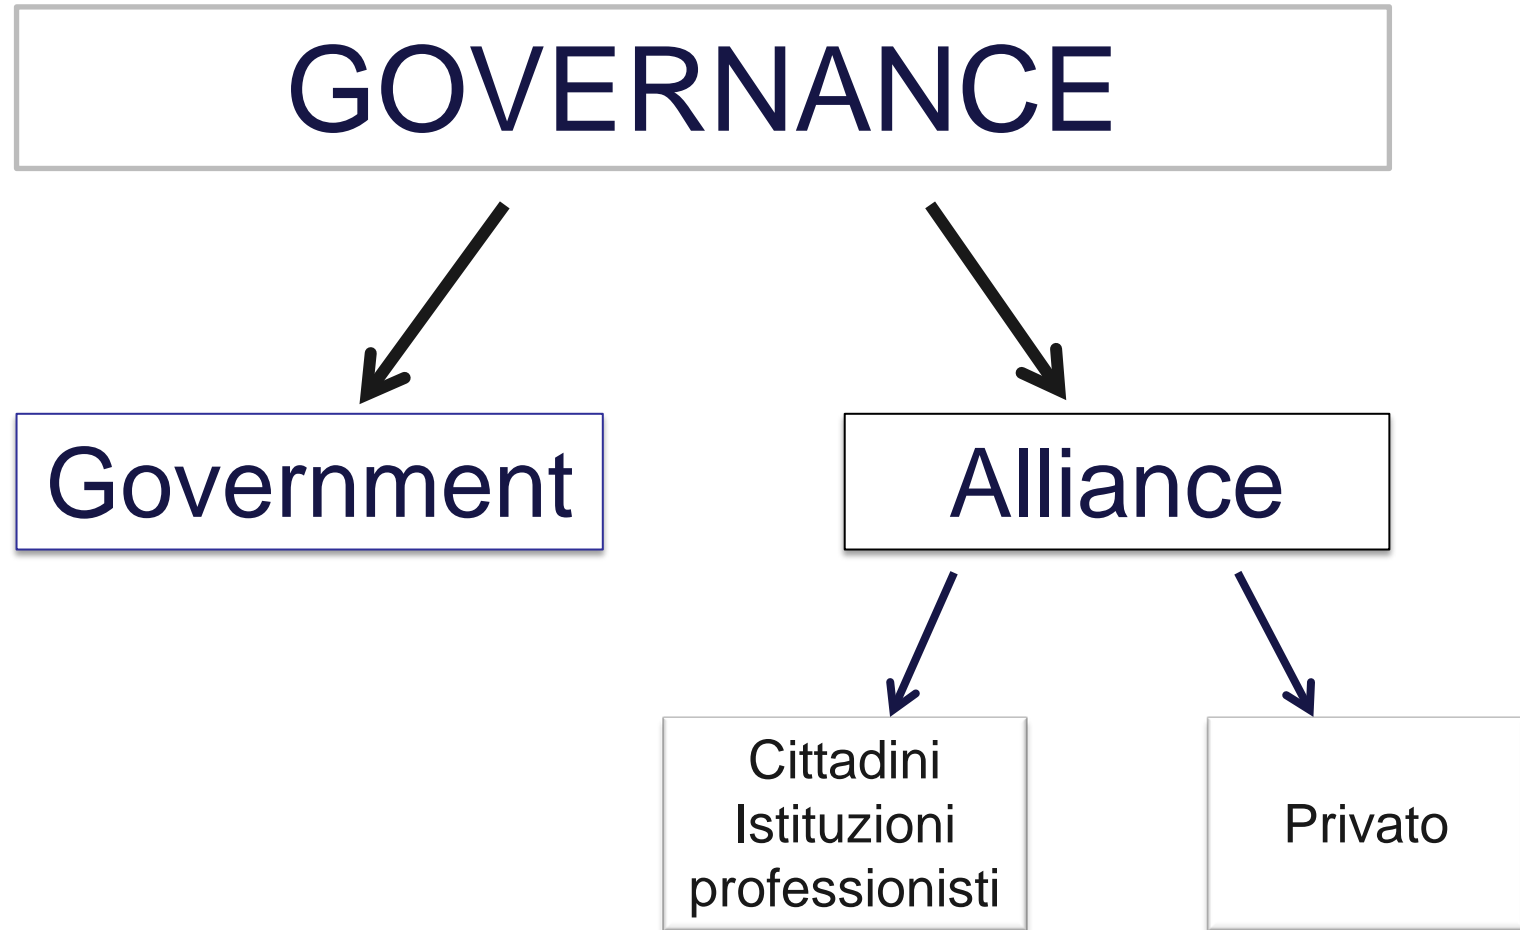 GOVERNANCE
Government
Alliance
Cittadini
Istituzioni
professionisti
Privato